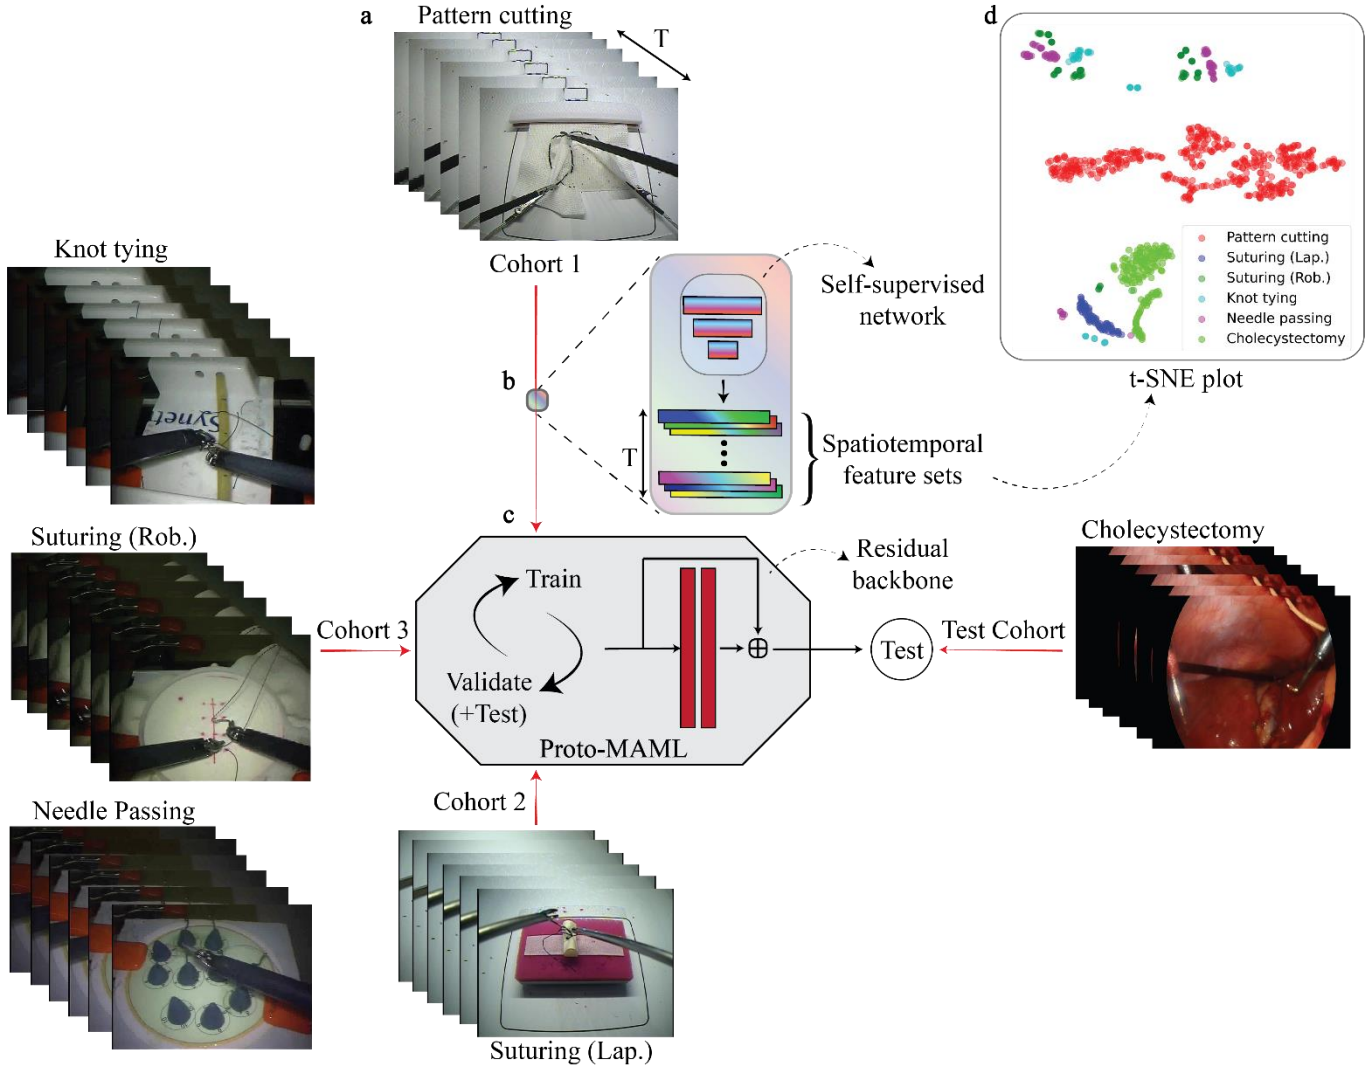 a
Pattern cutting
T
d
Knot tying
Cohort 1
Self-supervised
network
Pattern cutting
Suturing (Lap.)
Suturing (Rob.)
Knot tying
Needle passing
Cholecystectomy
t-SNE plot
b
T
Spatiotemporal
feature sets
c
Suturing (Rob.)
Cholecystectomy
Train
Residual
backbone
Cohort 3
Validate
(+Test)
Test
Test Cohort
Proto-MAML
Needle Passing
Cohort 2
Suturing (Lap.)